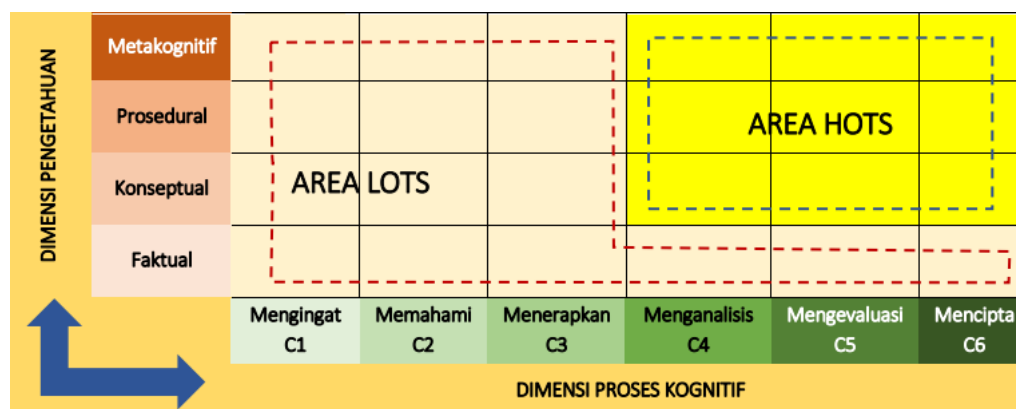 DIMENSI PENGETAHUAN
Metakognitif
Prosedural
Konseptual
Faktual
AREA HOTS
AREA LOTS
Mengingat
C1
Memahami
C2
Menerapkan
C3
Menganalisis
C4
Mengevaluasi
C5
Mencipta
C6
DIMENSI PROSES KOGNITIF